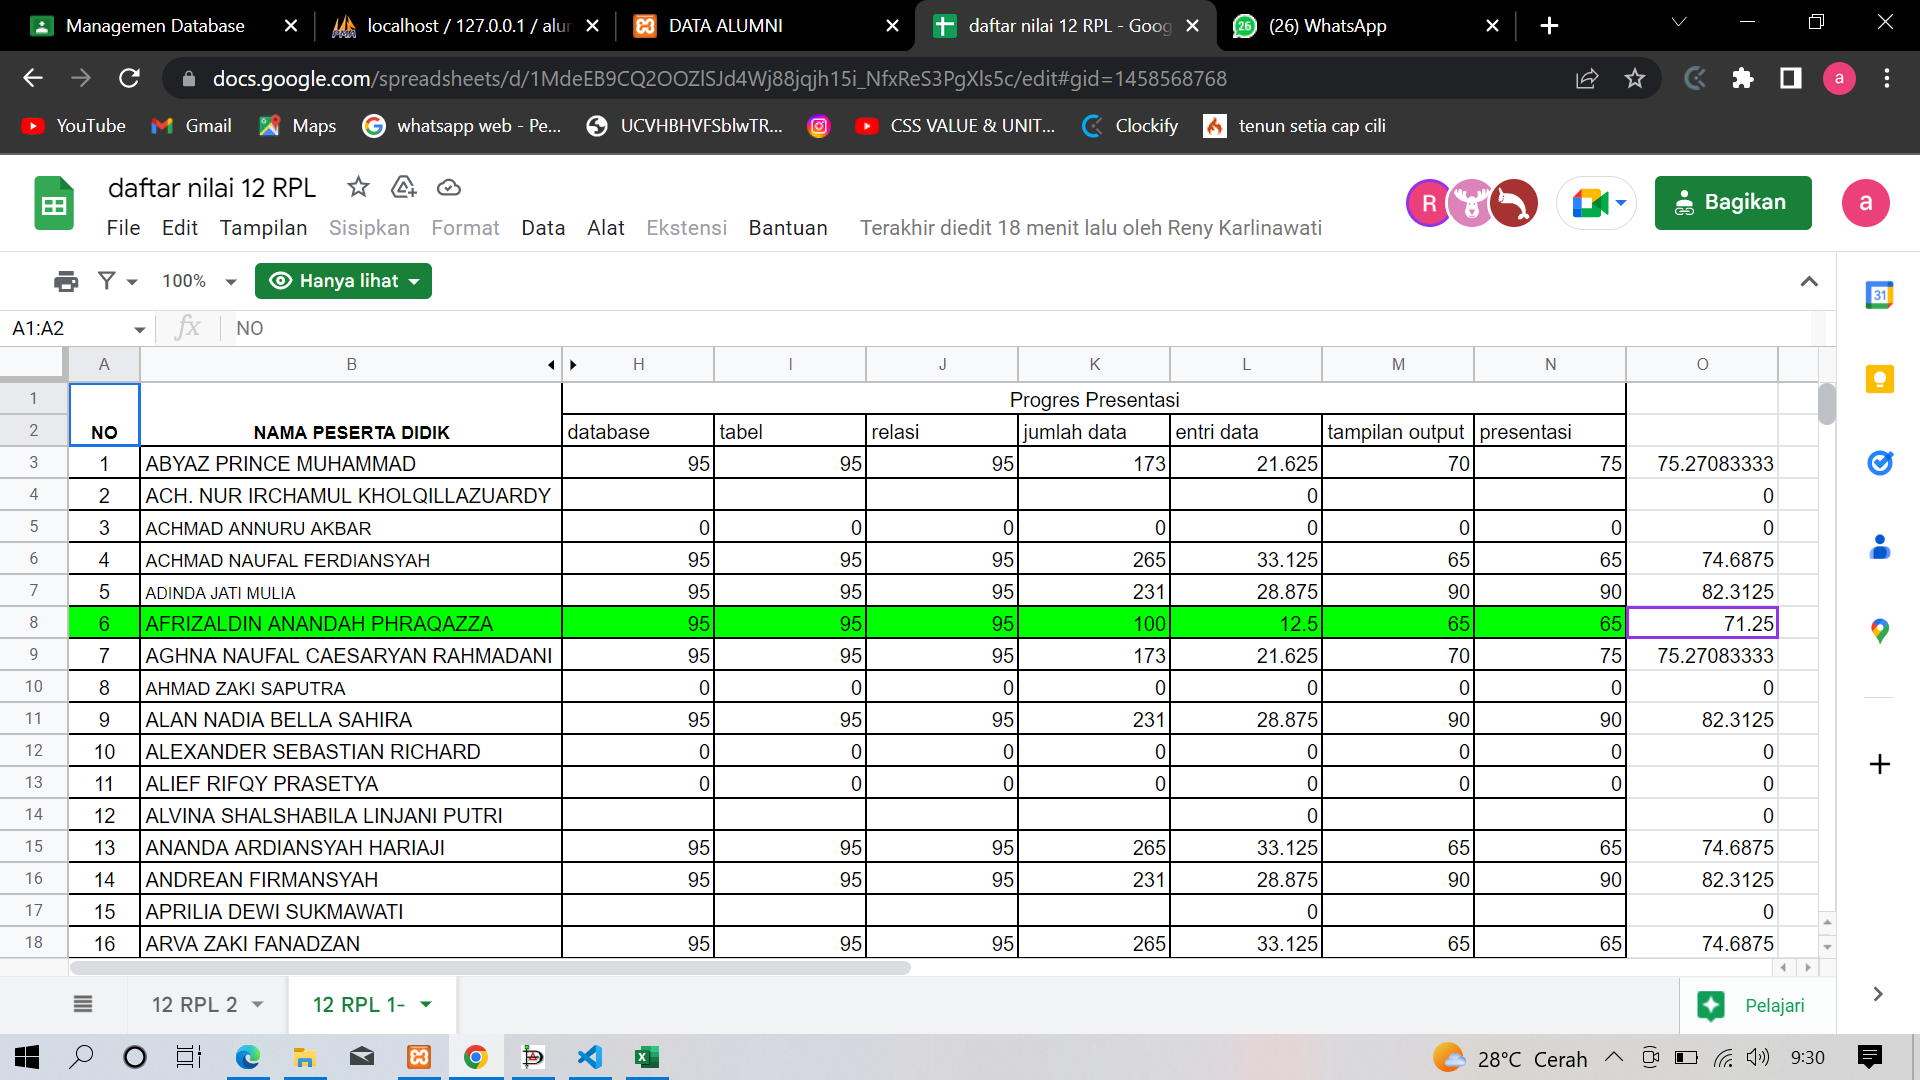 Managemen Database
localhost / 127.0.0.1 / alu
DATA ALUMNI
daftar nilai 12 RPL - Goog
26 (26) WhatsApp
docs.google.com/spreadsheets/d/1MdeEB9CQ2OOZlSJd4Wj88jqjh15i_NfxReS3PgXls5c/edit#gid=1458568768
a
YouTube Gmail Maps whatsapp web - Pe... UCVHBHVFSblwTR... CSS VALUE & UNIT... Clockify tenun setia cap cili
daftar nilai 12 RPL
R
Bagikan
a
File Edit Tampilan Sisipkan Format Data Alat Ekstensi Bantuan Terakhir diedit 18 menit lalu oleh Reny Karlinawati
100% Hanya lihat
31
A1:A2 fx NO
A B H I J K L M N O
1 Progres Presentasi
2 NO NAMA PESERTA DIDIK database tabel relasi jumlah data entri data tampilan output presentasi
3 1 ABYAZ PRINCE MUHAMMAD 95 95 95 173 21.625 70 75 75.27083333
4 2 ACH. NUR IRCHAMUL KHOLQILLAZUARDY 0 0
5 3 ACHMAD ANNURU AKBAR 0 0 0 0 0 0 0 0
6 4 ACHMAD NAUFAL FERDIANSYAH 95 95 95 265 33.125 65 65 74.6875
7 5 ADINDA JATI MULIA 95 95 95 231 28.875 90 90 82.3125
8 6 AFRIZALDIN ANANDAH PHRAQAZZA 95 95 95 100 12.5 65 65 71.25
9 7 AGHNA NAUFAL CAESARYAN RAHMADANI 95 95 95 173 21.625 70 75 75.27083333
10 8 AHMAD ZAKI SAPUTRA 0 0 0 0 0 0 0 0
11 9 ALAN NADIA BELLA SAHIRA 95 95 95 231 28.875 90 90 82.3125
12 10 ALEXANDER SEBASTIAN RICHARD 0 0 0 0 0 0 0 0
13 11 ALIEF RIFQY PRASETYA 0 0 0 0 0 0 0 0
14 12 ALVINA SHALSHABILA LINJANI PUTRI 0 0
15 13 ANANDA ARDIANSYAH HARIAJI 95 95 95 265 33.125 65 65 74.6875
16 14 ANDREAN FIRMANSYAH 95 95 95 231 28.875 90 90 82.3125
17 15 APRILIA DEWI SUKMAWATI 0 0
18 16 ARVA ZAKI FANADZAN 95 95 95 265 33.125 65 65 74.6875
12 RPL 2 12 RPL 1- Pelajari
28°C Cerah 9:30